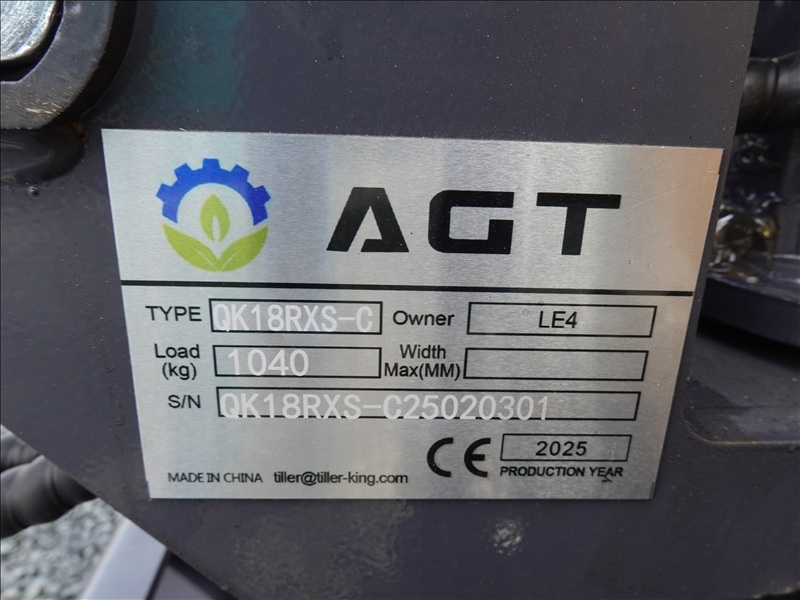 AGT
TYPE QK18RXS-C Owner LE4
Load (kg) 1040 Width Max(MM)
S/N QK18RXS-C25020301
CE 2025
PRODUCTION YEAR
MADE IN CHINA tiller@tiller-king.com